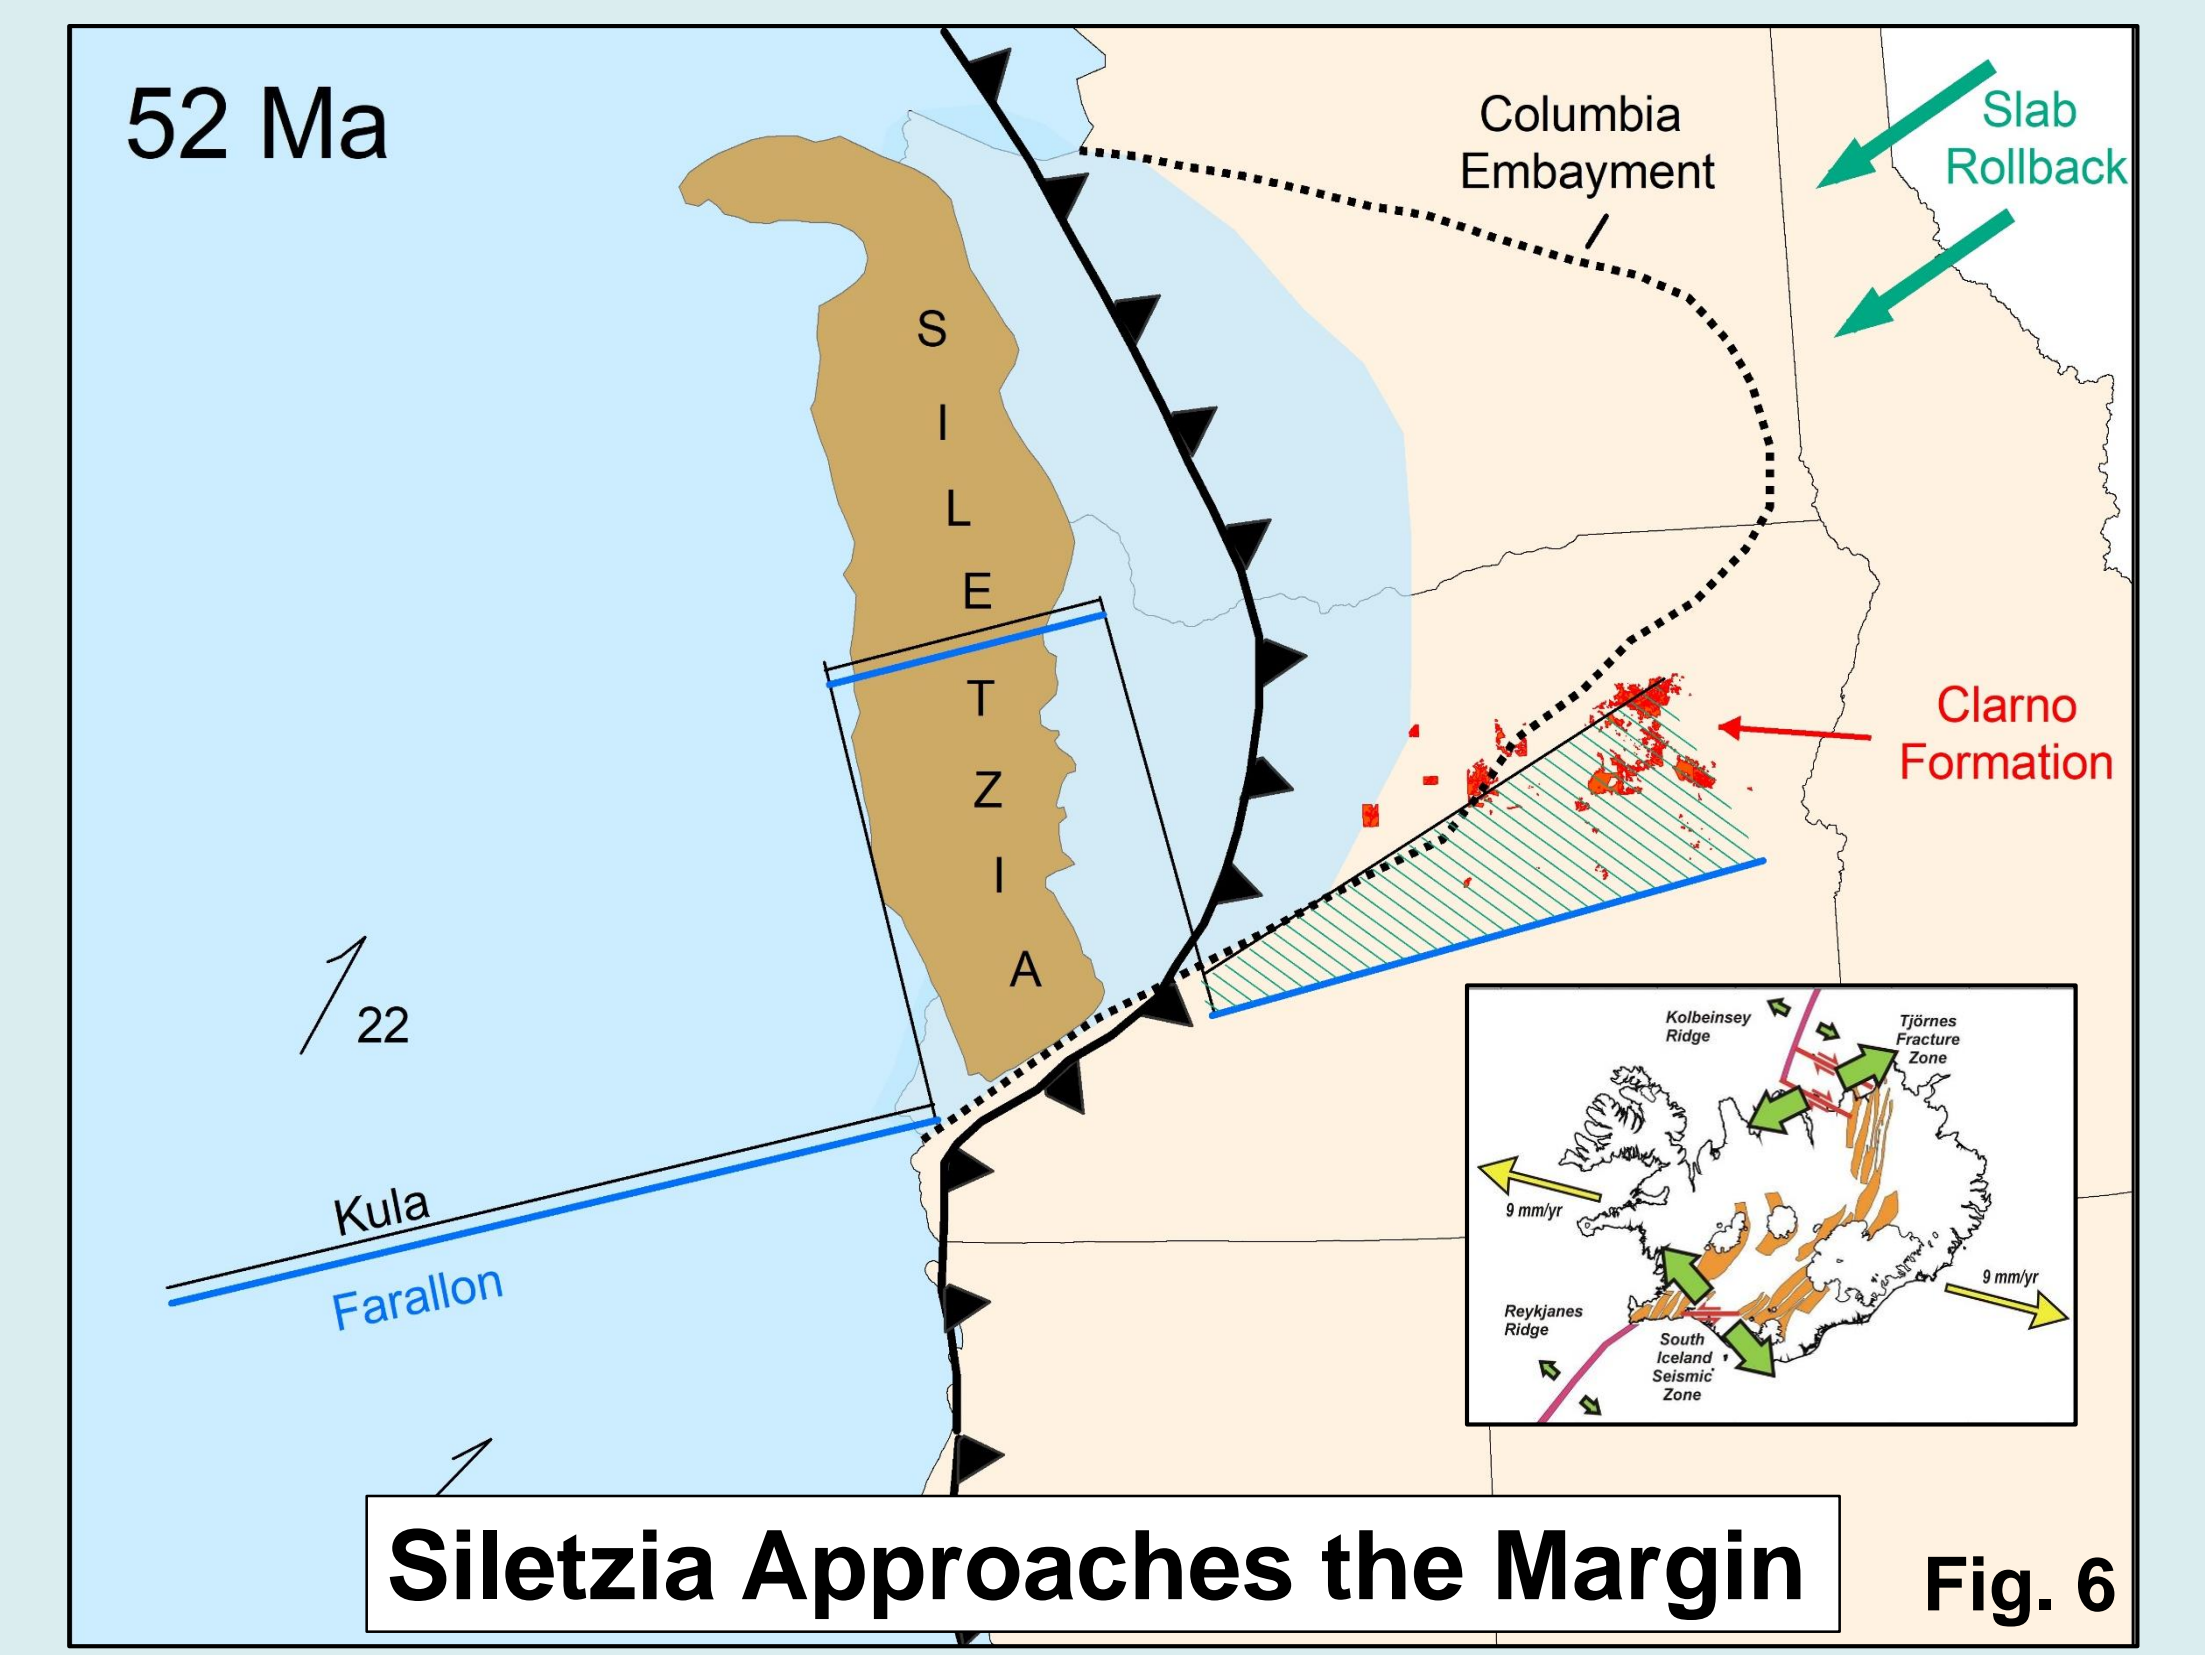 52 Ma
Columbia
Embayment
Slab
Rollback
S
I
L
E
T
Z
I
A
Clarno
Formation
22
Kula
Farallon
Kolbeinsey
Ridge
Tjörnes
Fracture
Zone
9 mm/yr
9 mm/yr
Reykjanes
Ridge
South
Iceland
Seismic
Zone
Siletzia Approaches the Margin
Fig. 6